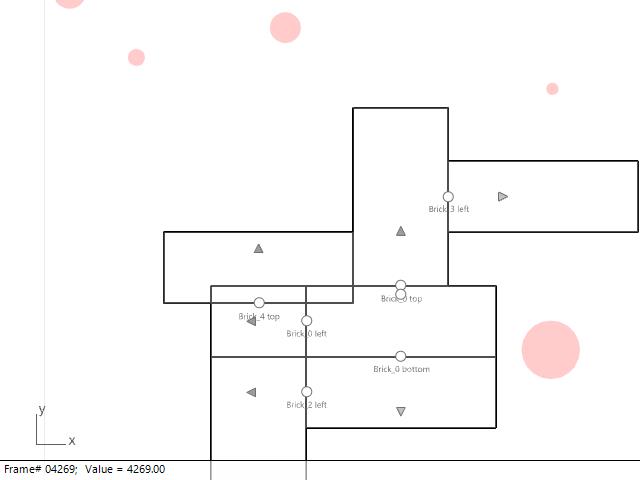 Brick_3 left
Brick_0 top
Brick_4 top
Brick_0 left
Brick_0 bottom
Brick_2 left
y
x
Frame# 04269; Value = 4269.00